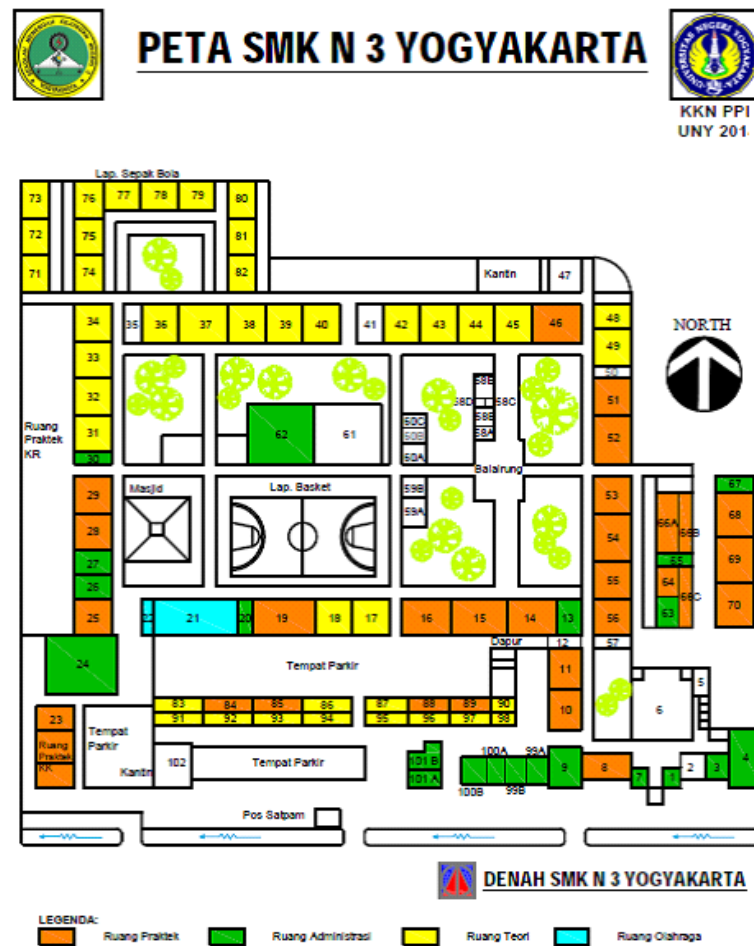 PETA SMK N 3 YOGYAKARTA
KKN PPI
UNY 201
Lap. Sepak Bola
73 76 77 78 79 80
72 75 81
71 74 82
Kantin 47
34 35 36 37 38 39 40 41 42 43 44 45 46 48
33 49
NORTH
50
32 51
58E
58D 58C
58B
58A
31 62 61 60C
60B
52
Ruang
Praktek
KR
30 60A
Balairung
29 Masjid Lap. Basket 59B 53 67
59A
28 54 66A 66B 68
27 65 69
26 55 64 66C 70
63
25 22 21 20 19 18 17 16 15 14 13 56
Dapur 12 57
24 Tempat Parkir 11 5
6
83 84 85 86 87 88 89 90 10
91 92 93 94 95 96 97 98
23
Ruang
Praktek
KK
Tempat
Parkir
Kantin
102 Tempat Parkir
101 B
101 A
100A 99A
100B 99B
9 8 7 1 2 3 4
Pos Satpam
DENAH SMK N 3 YOGYAKARTA
LEGENDA:
Ruang Praktek Ruang Administrasi Ruang Teori Ruang Olahraga